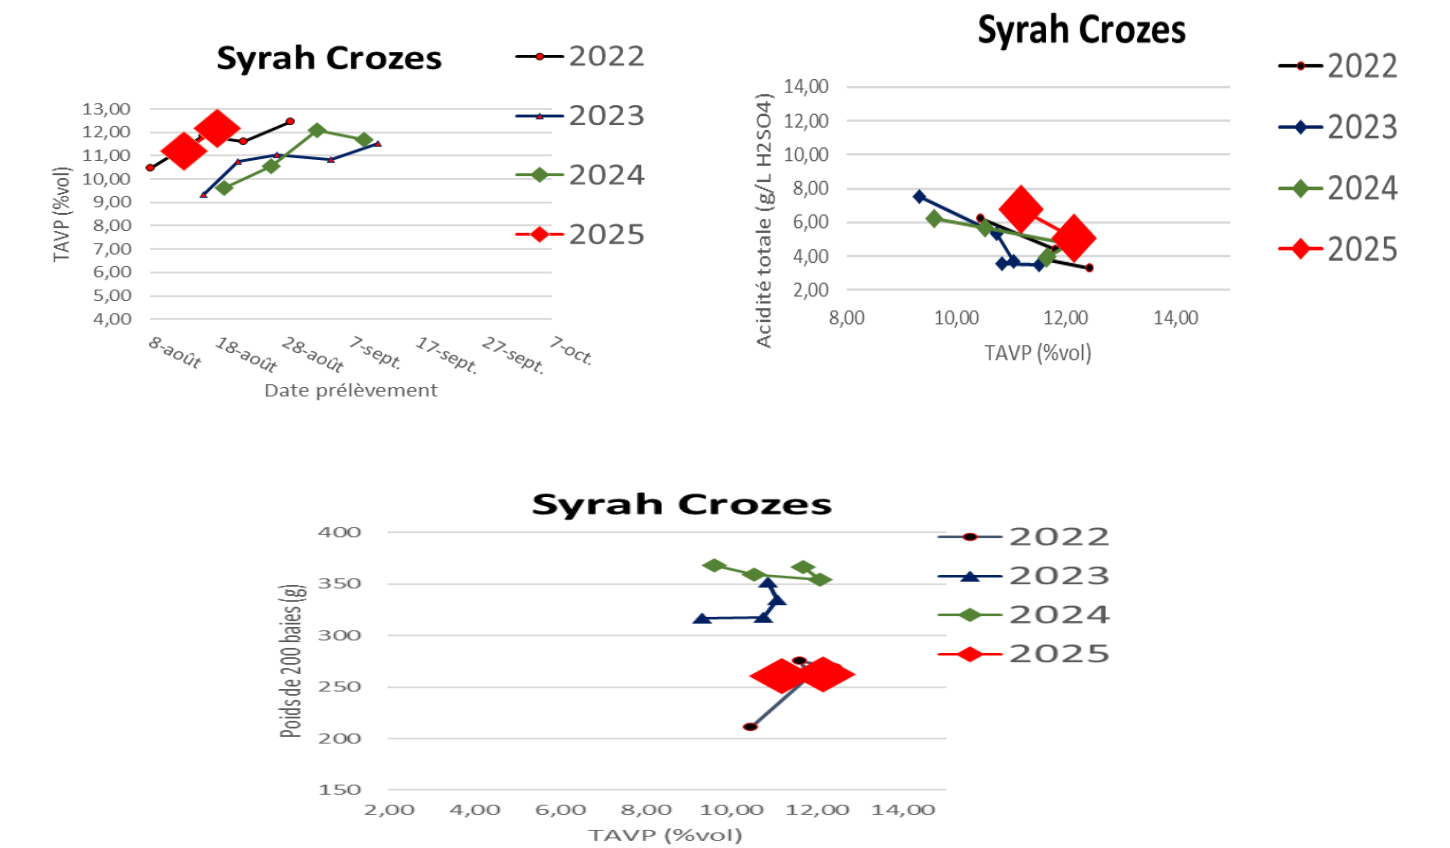 Syrah Crozes
2022
2023
2024
2025
13,00
12,00
11,00
10,00
9,00
8,00
7,00
6,00
5,00
4,00
TAVP (%vol)
8-août
18-août
28-août
7-sept.
17-sept.
27-sept.
7-oct.
Date prélèvement
Syrah Crozes
2022
2023
2024
2025
14,00
12,00
10,00
8,00
6,00
4,00
2,00
Acidité totale (g/L H2SO4)
8,00 10,00 12,00 14,00
TAVP (%vol)
Syrah Crozes
2022
2023
2024
2025
400
350
300
250
200
150
Poids de 200 baies (g)
2,00 4,00 6,00 8,00 10,00 12,00 14,00
TAVP (%vol)